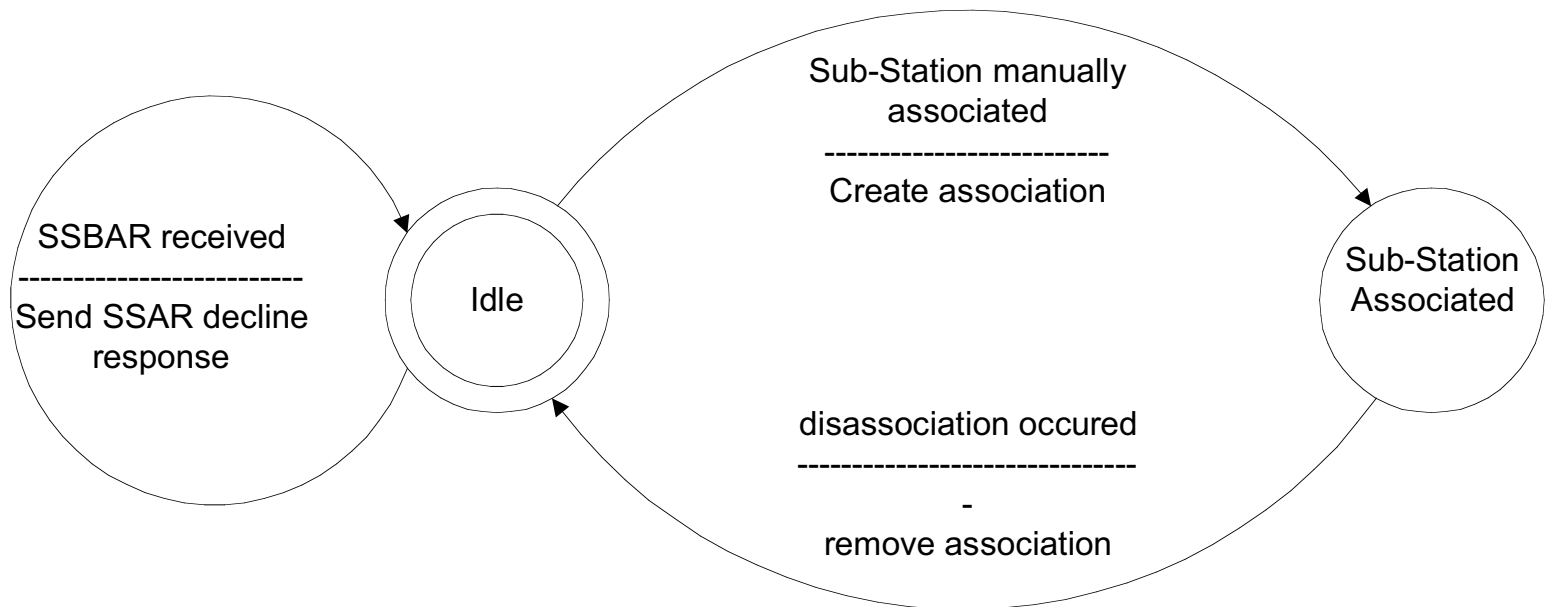 Sub-Station manually
associated
--------------------------
Create association
SSBAR received
--------------------------
Send SSAR decline
response
Idle
Sub-Station
Associated
disassociation occured
-------------------------------
-
remove association